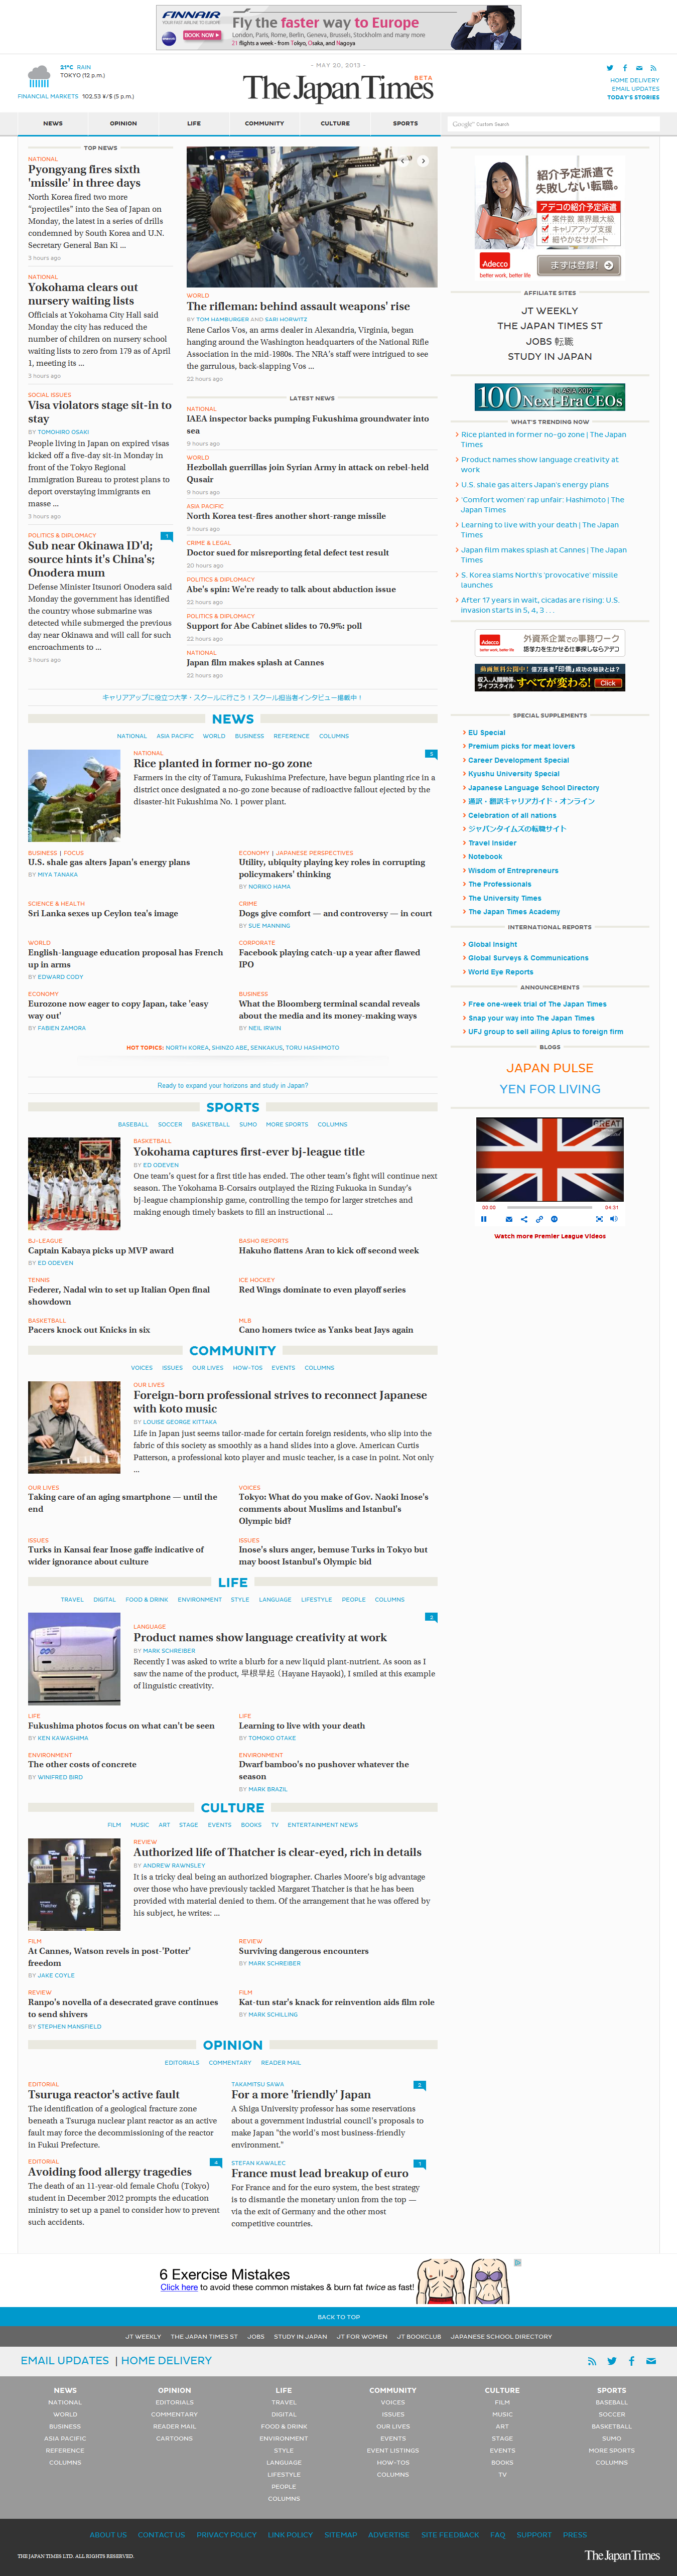 FINNAIR
Fly the faster way to Europe
London, Paris, Rome, Berlin, Geneva, Brussels, Stockholm and many more
BOOK NOW
21 flights a week - from Tokyo, Osaka, and Nagoya
21°C RAIN
TOKYO (12 p.m.)
FINANCIAL MARKETS 102,53 ¥/$ (5 p.m.)
- MAY 20, 2013 -
The Japan Times
BETA
HOME DELIVERY
EMAIL UPDATES
TODAY'S STORIES
NEWS OPINION LIFE COMMUNITY CULTURE SPORTS
Google Custom Search
TOP NEWS
NATIONAL
Pyongyang fires sixth
'missile' in three days
North Korea fired two more
"projectiles" into the Sea of Japan on
Monday, the latest in a series of drills
condemned by South Korea and U.N.
Secretary General Ban Ki ...
3 hours ago
NATIONAL
Yokohama clears out
nursery waiting lists
Officials at Yokohama City Hall said
Monday the city has reduced the
number of children on nursery school
waiting lists to zero from 179 as of April
1, meeting its ...
3 hours ago
SOCIAL ISSUES
Visa violators stage sit-in to
stay
BY TOMOHIRO OSAKI
People living in Japan on expired visas
kicked off a five-day sit-in Monday in
front of the Tokyo Regional
Immigration Bureau to protest plans to
deport overstaying immigrants en
masse ...
3 hours ago
POLITICS & DIPLOMACY
1
Sub near Okinawa ID'd;
source hints it's China's;
Onodera mum
Defense Minister Itsunori Onodera said
Monday the government has identified
the country whose submarine was
detected while submerged the previous
day near Okinawa and will call for such
encroachments to ...
3 hours ago
WORLD
The rifleman: behind assault weapons' rise
BY TOM HAMBURGER AND SARI HORWITZ
Rene Carlos Vos, an arms dealer in Alexandria, Virginia, began
hanging around the Washington headquarters of the National Rifle
Association in the mid-1980s. The NRA's staff were intrigued to see
the garrulous, back-slapping Vos ...
22 hours ago
LATEST NEWS
NATIONAL
IAEA inspector backs pumping Fukushima groundwater into
sea
9 hours ago
WORLD
Hezbollah guerrillas join Syrian Army in attack on rebel-held
Qusair
9 hours ago
ASIA PACIFIC
North Korea test-fires another short-range missile
9 hours ago
CRIME & LEGAL
Doctor sued for misreporting fetal defect test result
20 hours ago
POLITICS & DIPLOMACY
Abe's spin: We're ready to talk about abduction issue
22 hours ago
POLITICS & DIPLOMACY
Support for Abe Cabinet slides to 70.9%: poll
22 hours ago
NATIONAL
Japan film makes splash at Cannes
22 hours ago
キャリアアップに役立つ大学・スクールに行こう！スクール担当者インタビュー掲載中！
NEWS
NATIONAL ASIA PACIFIC WORLD BUSINESS REFERENCE COLUMNS
NATIONAL
5
Rice planted in former no-go zone
Farmers in the city of Tamura, Fukushima Prefecture, have begun planting rice in a
district once designated a no-go zone because of radioactive fallout ejected by the
disaster-hit Fukushima No. 1 power plant.
BUSINESS | FOCUS
U.S. shale gas alters Japan's energy plans
BY MIYA TANAKA
ECONOMY | JAPANESE PERSPECTIVES
Utility, ubiquity playing key roles in corrupting
policymakers' thinking
BY NORIKO HAMA
SCIENCE & HEALTH
Sri Lanka sexes up Ceylon tea's image
CRIME
Dogs give comfort — and controversy — in court
BY SUE MANNING
WORLD
English-language education proposal has French
up in arms
BY EDWARD CODY
CORPORATE
Facebook playing catch-up a year after flawed
IPO
ECONOMY
Eurozone now eager to copy Japan, take 'easy
way out'
BY FABIEN ZAMORA
BUSINESS
What the Bloomberg terminal scandal reveals
about the media and its money-making ways
BY NEIL IRWIN
HOT TOPICS: NORTH KOREA, SHINZO ABE, SENKAKUS, TORU HASHIMOTO
Ready to expand your horizons and study in Japan?
SPORTS
BASEBALL SOCCER BASKETBALL SUMO MORE SPORTS COLUMNS
BASKETBALL
Yokohama captures first-ever bj-league title
BY ED ODEVEN
One team's quest for a first title has ended. The other team's fight will continue next
season. The Yokohama B-Corsairs outplayed the Rizing Fukuoka in Sunday's
bj-league championship game, controlling the tempo for larger stretches and
making enough timely baskets to fill an instructional ...
BJ-LEAGUE
Captain Kabaya picks up MVP award
BY ED ODEVEN
BASHO REPORTS
Hakuho flattens Aran to kick off second week
TENNIS
Federer, Nadal win to set up Italian Open final
showdown
ICE HOCKEY
Red Wings dominate to even playoff series
BASKETBALL
Pacers knock out Knicks in six
MLB
Cano homers twice as Yanks beat Jays again
COMMUNITY
VOICES ISSUES OUR LIVES HOW-TOS EVENTS COLUMNS
OUR LIVES
Foreign-born professional strives to reconnect Japanese
with koto music
BY LOUISE GEORGE KITTAKA
Life in Japan just seems tailor-made for certain foreign residents, who slip into the
fabric of this society as smoothly as a hand slides into a glove. American Curtis
Patterson, a professional koto player and music teacher, is a case in point. Not only
...
OUR LIVES
Taking care of an aging smartphone — until the
end
VOICES
Tokyo: What do you make of Gov. Naoki Inose's
comments about Muslims and Istanbul's
Olympic bid?
ISSUES
Turks in Kansai fear Inose gaffe indicative of
wider ignorance about culture
ISSUES
Inose's slurs anger, bemuse Turks in Tokyo but
may boost Istanbul's Olympic bid
LIFE
TRAVEL DIGITAL FOOD & DRINK ENVIRONMENT STYLE LANGUAGE LIFESTYLE PEOPLE COLUMNS
LANGUAGE
Product names show language creativity at work
BY MARK SCHREIBER
Recently I was asked to write a blurb for a new liquid plant-nutrient. As soon as I
saw the name of the product, 早根早起 (Hayane Hayaoki), I smiled at this example
of linguistic creativity.
LIFE
Fukushima photos focus on what can't be seen
BY KEN KAWASHIMA
LIFE
Learning to live with your death
BY TOMOKO OTAKE
ENVIRONMENT
The other costs of concrete
BY WINIFRED BIRD
ENVIRONMENT
Dwarf bamboo's no pushover whatever the
season
BY MARK BRAZIL
CULTURE
FILM MUSIC ART STAGE EVENTS BOOKS TV ENTERTAINMENT NEWS
REVIEW
Authorized life of Thatcher is clear-eyed, rich in details
BY ANDREW RAWNSLEY
It is a tricky deal being an authorized biographer. Charles Moore's big advantage
over those who have previously tackled Margaret Thatcher is that he has been
provided with material denied to them. Of the arrangement that he was offered by
his subject, he writes: ...
FILM
At Cannes, Watson revels in post-'Potter'
freedom
BY JAKE COYLE
REVIEW
Surviving dangerous encounters
BY MARK SCHREIBER
REVIEW
Ranpo's novella of a desecrated grave continues
to send shivers
BY STEPHEN MANSFIELD
FILM
Kat-tun star's knack for reinvention aids film role
BY MARK SCHILLING
OPINION
EDITORIALS COMMENTARY READER MAIL
EDITORIAL
Tsuruga reactor's active fault
The identification of a geological fracture zone
beneath a Tsuruga nuclear plant reactor as an active
fault may force the decommissioning of the reactor
in Fukui Prefecture.
TAKAMITSU SAWA
For a more 'friendly' Japan
A Shiga University professor has some reservations
about a government industrial council's proposals to
make Japan "the world's most business-friendly
environment."
EDITORIAL
4
Avoiding food allergy tragedies
The death of an 11-year-old female Chofu (Tokyo)
student in December 2012 prompts the education
ministry to set up a panel to consider how to prevent
such accidents.
STEFAN KAWALEC
1
France must lead breakup of euro
For France and for the euro system, the best strategy
is to dismantle the monetary union from the top —
via the exit of Germany and the other most
competitive countries.
紹介予定派遣で
失敗しない転職。
アデコの紹介予定派遣
案件数 業界最大級
キャリアアップ支援
細やかなサポート
Adecco
better work, better life
まずは登録！
AFFILIATE SITES
JT WEEKLY
THE JAPAN TIMES ST
JOBS 転職
STUDY IN JAPAN
100 Next-Era CEOs
IN ASIA 2012
WHAT'S TRENDING NOW
Rice planted in former no-go zone | The Japan
Times
Product names show language creativity at
work
U.S. shale gas alters Japan's energy plans
'Comfort women' rap unfair: Hashimoto | The
Japan Times
Learning to live with your death | The Japan
Times
Japan film makes splash at Cannes | The Japan
Times
S. Korea slams North's 'provocative' missile
launches
After 17 years in wait, cicadas are rising: U.S.
invasion starts in 5, 4, 3 . . .
Adecco
外資系企業での事務ワーク
語学力を生かせる仕事探しならアデコ
動画無料公開中！億万長者「印僑」成功の秘訣とは？
収入、人間関係、ライフスタイル すべてが変わる！ Click
SPECIAL SUPPLEMENTS
EU Special
Premium picks for meat lovers
Career Development Special
Kyushu University Special
Japanese Language School Directory
通訳・翻訳キャリアガイド・オンライン
Celebration of all nations
ジャパンタイムズの転職サイト
Travel Insider
Notebook
Wisdom of Entrepreneurs
The Professionals
The University Times
The Japan Times Academy
INTERNATIONAL REPORTS
Global Insight
Global Surveys & Communications
World Eye Reports
ANNOUNCEMENTS
Free one-week trial of The Japan Times
Snap your way into The Japan Times
UFJ group to sell ailing Aplus to foreign firm
BLOGS
JAPAN PULSE
YEN FOR LIVING
GREAT
00:00 04:31
Watch more Premier League Videos
6 Exercise Mistakes
Click here to avoid these common mistakes & burn fat twice as fast!
BACK TO TOP
JT WEEKLY THE JAPAN TIMES ST JOBS STUDY IN JAPAN JT FOR WOMEN JT BOOKCLUB JAPANESE SCHOOL DIRECTORY
EMAIL UPDATES | HOME DELIVERY
NEWS
NATIONAL
WORLD
BUSINESS
ASIA PACIFIC
REFERENCE
COLUMNS
OPINION
EDITORIALS
COMMENTARY
READER MAIL
CARTOONS
LIFE
TRAVEL
DIGITAL
FOOD & DRINK
ENVIRONMENT
STYLE
LANGUAGE
LIFESTYLE
PEOPLE
COLUMNS
COMMUNITY
VOICES
ISSUES
OUR LIVES
EVENTS
EVENT LISTINGS
HOW-TOS
COLUMNS
CULTURE
FILM
MUSIC
ART
STAGE
EVENTS
BOOKS
TV
SPORTS
BASEBALL
SOCCER
BASKETBALL
SUMO
MORE SPORTS
COLUMNS
ABOUT US CONTACT US PRIVACY POLICY LINK POLICY SITEMAP ADVERTISE SITE FEEDBACK FAQ SUPPORT PRESS
THE JAPAN TIMES LTD. ALL RIGHTS RESERVED.
The Japan Times